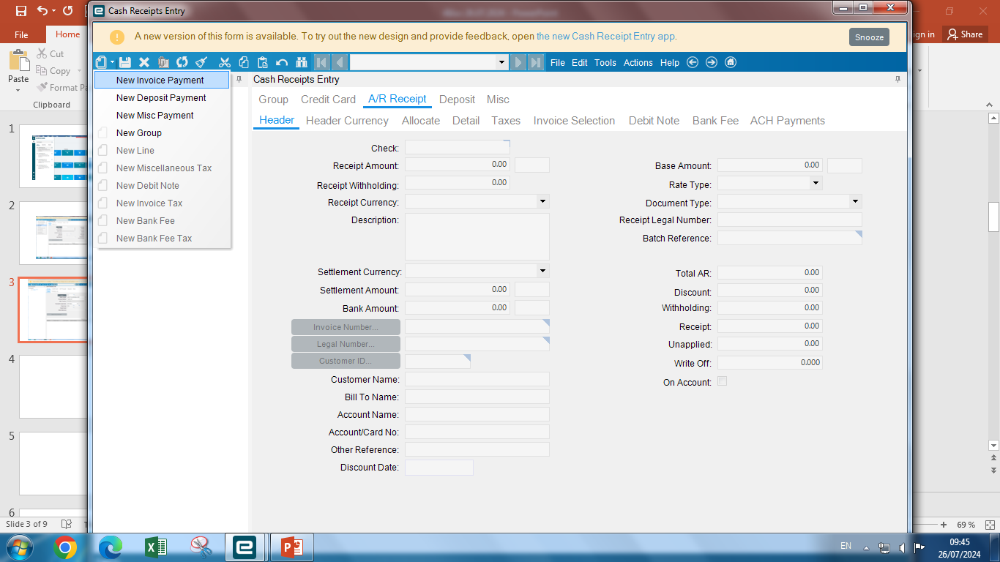 Cash Receipts Entry
A new version of this form is available. To try out the new design and provide feedback, open the new Cash Receipt Entry app.
Snooze
File
Home
ign in
Share
Cut
Copy
Format Pa
Paste
Clipboard
File Edit Tools Actions Help
New Invoice Payment
New Deposit Payment
New Misc Payment
New Group
New Line
New Miscellaneous Tax
New Debit Note
New Invoice Tax
New Bank Fee
New Bank Fee Tax
Cash Receipts Entry
Group Credit Card A/R Receipt Deposit Misc
Header Header Currency Allocate Detail Taxes Invoice Selection Debit Note Bank Fee ACH Payments
Check:
Receipt Amount: 0.00
Receipt Withholding: 0.00
Receipt Currency:
Description:
Settlement Currency:
Settlement Amount: 0.00
Bank Amount: 0.00
Invoice Number...
Legal Number...
Customer ID...
Customer Name:
Bill To Name:
Account Name:
Account/Card No:
Other Reference:
Discount Date:
Base Amount: 0.00
Rate Type:
Document Type:
Receipt Legal Number:
Batch Reference:
Total AR: 0.00
Discount: 0.00
Withholding: 0.00
Receipt: 0.00
Unapplied: 0.00
Write Off: 0.000
On Account:
1
2
3
4
5
6
Slide 3 of 9
69 %
EN
09:45
26/07/2024